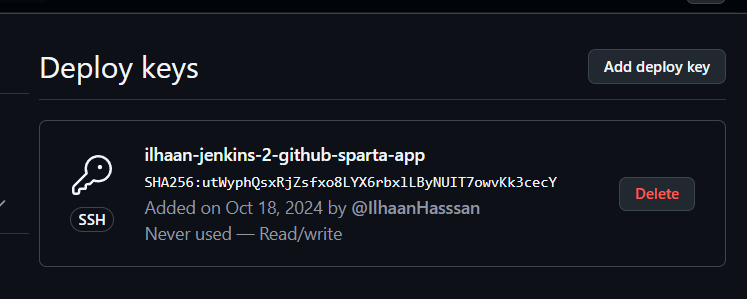 Deploy keys
Add deploy key
ilhaan-jenkins-2-github-sparta-app
SHA256:utWyphQsxRjZsfxo8LYX6rbxlLByNUIT7owvKk3cecY
Added on Oct 18, 2024 by @IlhaanHasssan
Never used — Read/write
SSH
Delete